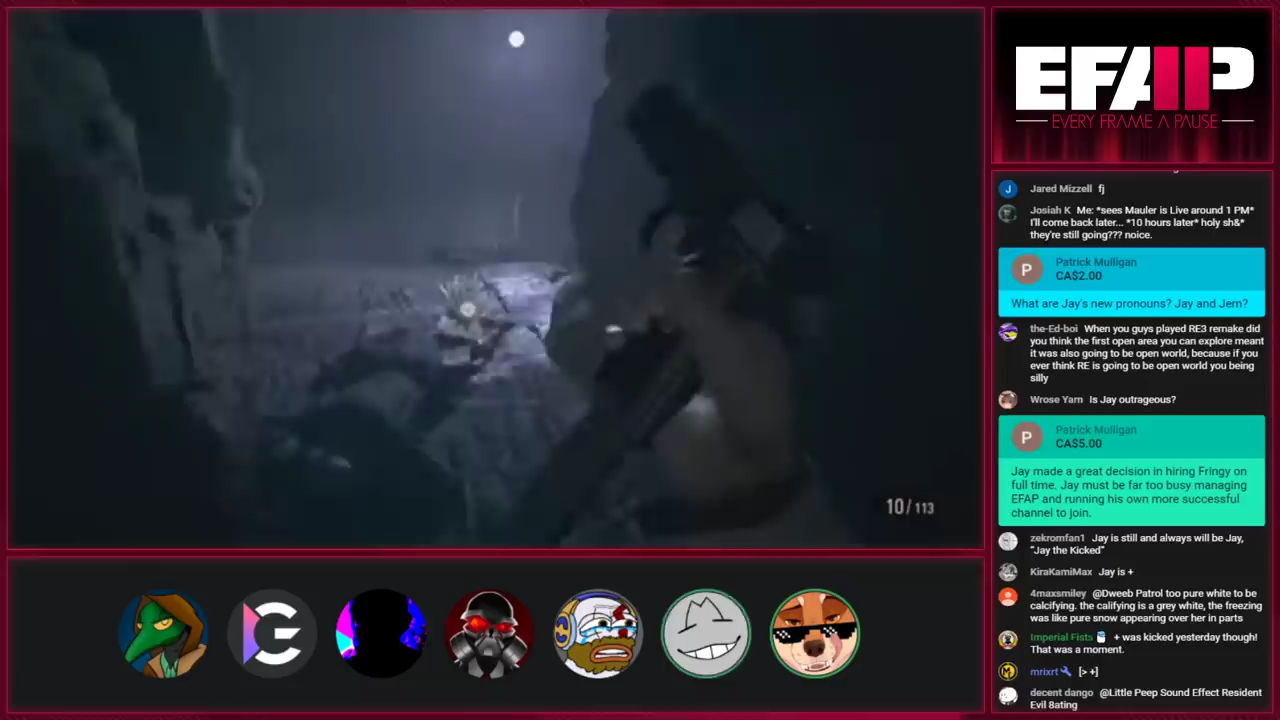 EFAP
EVERY FRAME A PAUSE
10/113
Jared Mizzell fj
Josiah K Me: *sees Mauler is Live around 1 PM*
I'll come back later... *10 hours later* holy sh&*
they're still going??? noice.
P
Patrick Mulligan
CA$2.00
What are Jay's new pronouns? Jay and Jem?
the-Ed-boi When you guys played RE3 remake did
you think the first open area you can explore meant
it was also going to be open world, because if you
ever think RE is going to be open world you being
silly
Wrose Yarn Is Jay outrageous?
P
Patrick Mulligan
CA$5.00
Jay made a great decision in hiring Fringy on
full time. Jay must be far too busy managing
EFAP and running his own more successful
channel to join.
zekromfan1 Jay is still and always will be Jay,
"Jay the Kicked"
KiraKamiMax Jay is +
4maxsmiley @Dweeb Patrol too pure white to be
calcifying. the califying is a grey white, the freezing
was like pure snow appearing over her in parts
Imperial Fists + was kicked yesterday though!
That was a moment.
mrixrt [> +]
decent dango @Little Peep Sound Effect Resident
Evil 8ating